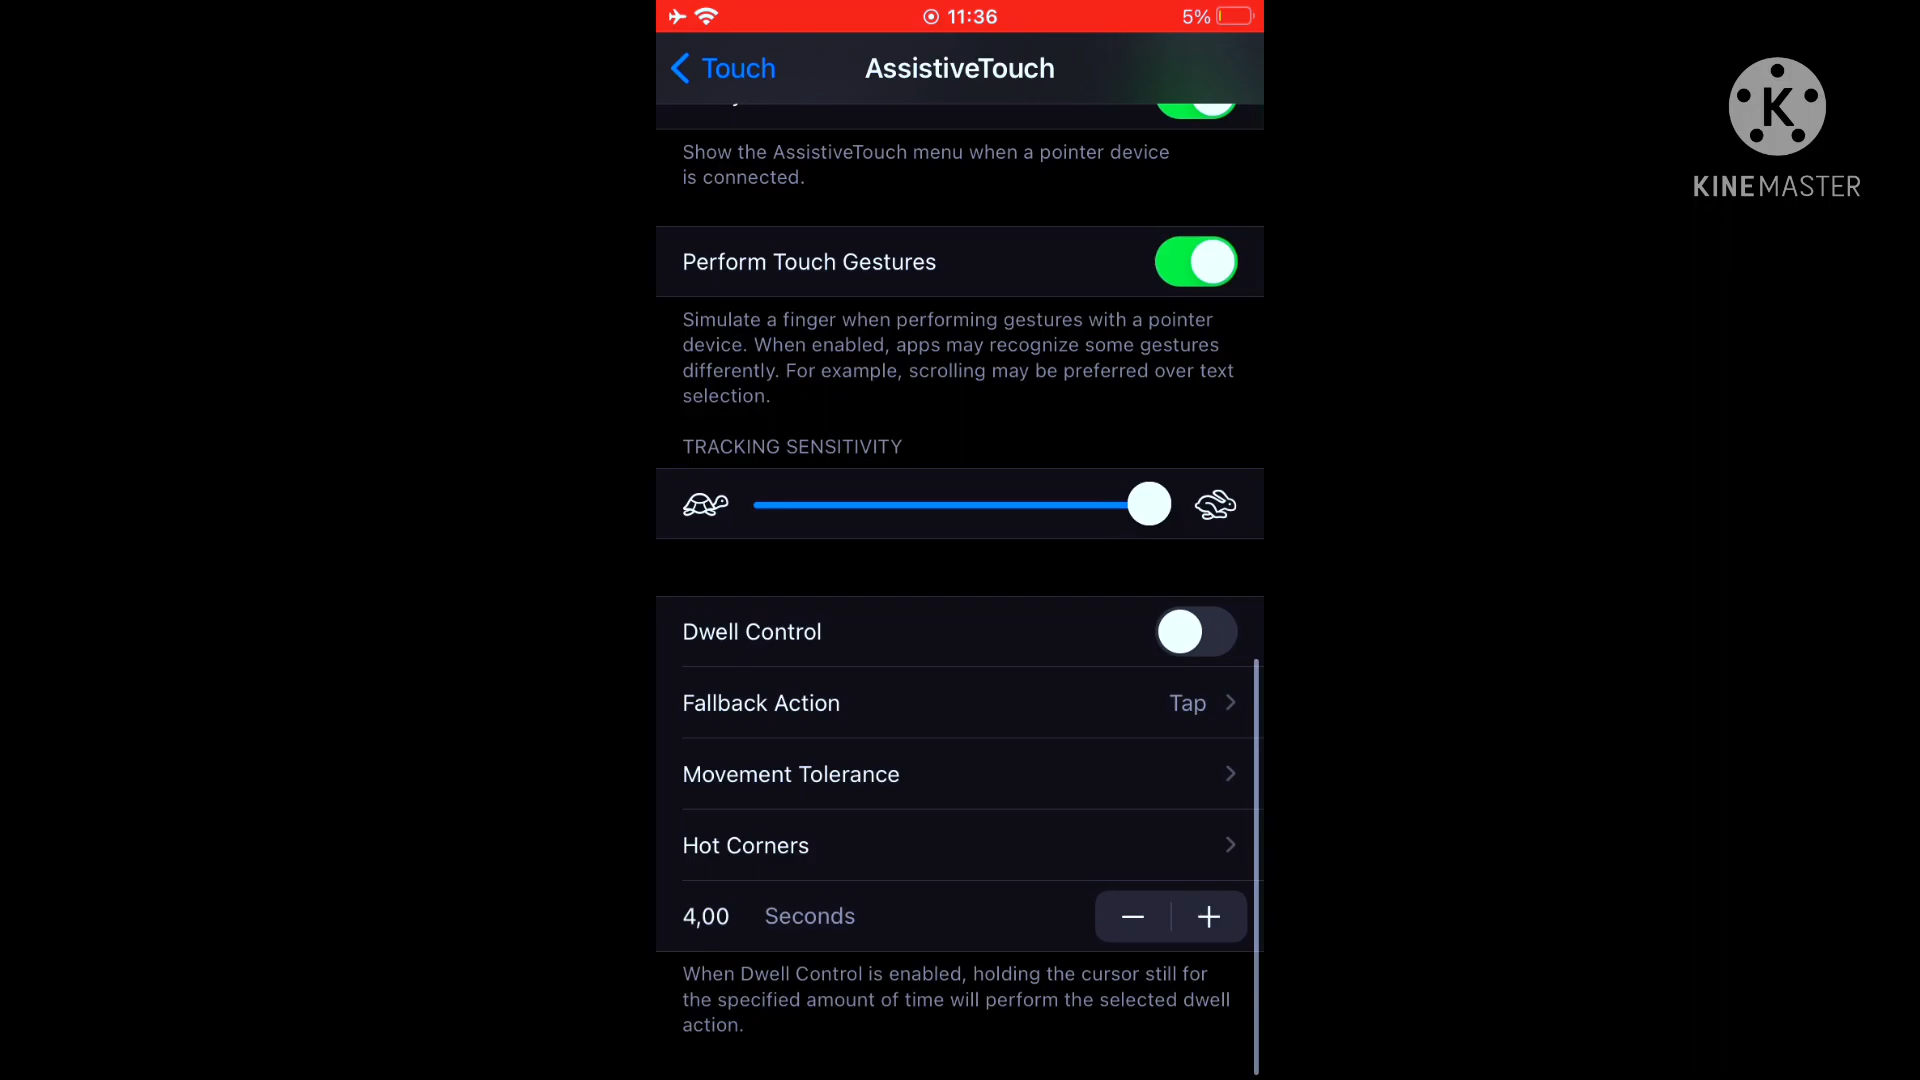 11:36
5%
Touch
AssistiveTouch
Show the AssistiveTouch menu when a pointer device
is connected.
Perform Touch Gestures
Simulate a finger when performing gestures with a pointer
device. When enabled, apps may recognize some gestures
differently. For example, scrolling may be preferred over text
selection.
TRACKING SENSITIVITY
Dwell Control
Fallback Action Tap
Movement Tolerance
Hot Corners
4,00 Seconds
When Dwell Control is enabled, holding the cursor still for
the specified amount of time will perform the selected dwell
action.
K
KINEMASTER